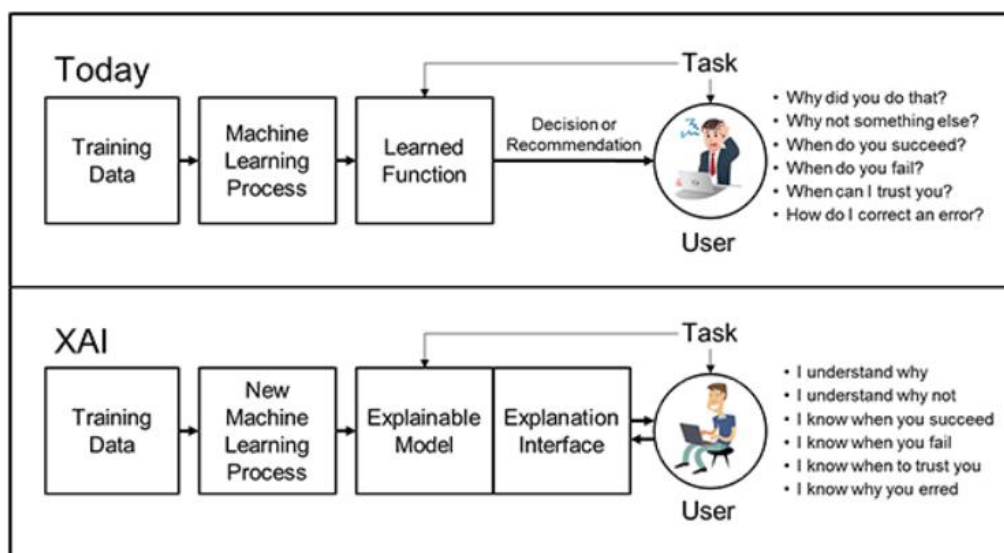 Today
Task
Training
Data
Machine
Learning
Process
Learned
Function
Decision or
Recommendation
User
• Why did you do that?
• Why not something else?
• When do you succeed?
• When do you fail?
• When can I trust you?
• How do I correct an error?
XAI
Task
Training
Data
New
Machine
Learning
Process
Explainable
Model
Explanation
Interface
User
• I understand why
• I understand why not
• I know when you succeed
• I know when you fail
• I know when to trust you
• I know why you erred